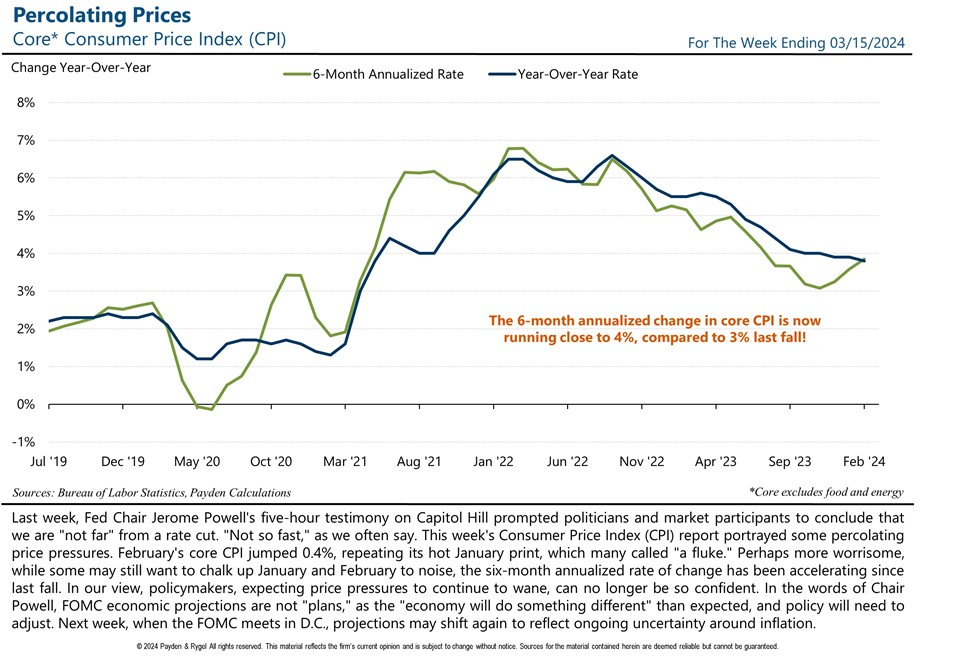 Percolating Prices
Core* Consumer Price Index (CPI)
For The Week Ending 03/15/2024
Change Year-Over-Year
6-Month Annualized Rate
Year-Over-Year Rate
8%
7%
6%
5%
4%
3%
2%
1%
0%
-1%
The 6-month annualized change in core CPI is now
running close to 4%, compared to 3% last fall!
Jul '19 Dec '19 May '20 Oct '20 Mar '21 Aug '21 Jan '22 Jun '22 Nov '22 Apr '23 Sep '23 Feb '24
Sources: Bureau of Labor Statistics, Payden Calculations
*Core excludes food and energy
Last week, Fed Chair Jerome Powell's five-hour testimony on Capitol Hill prompted politicians and market participants to conclude that
we are "not far" from a rate cut. "Not so fast," as we often say. This week's Consumer Price Index (CPI) report portrayed some percolating
price pressures. February's core CPI jumped 0.4%, repeating its hot January print, which many called "a fluke." Perhaps more worrisome,
while some may still want to chalk up January and February to noise, the six-month annualized rate of change has been accelerating since
last fall. In our view, policymakers, expecting price pressures to continue to wane, can no longer be so confident. In the words of Chair
Powell, FOMC economic projections are not "plans," as the "economy will do something different" than expected, and policy will need to
adjust. Next week, when the FOMC meets in D.C., projections may shift again to reflect ongoing uncertainty around inflation.
© 2024 Payden & Rygel All rights reserved. This material reflects the firm's current opinion and is subject to change without notice. Sources for the material contained herein are deemed reliable but cannot be guaranteed.